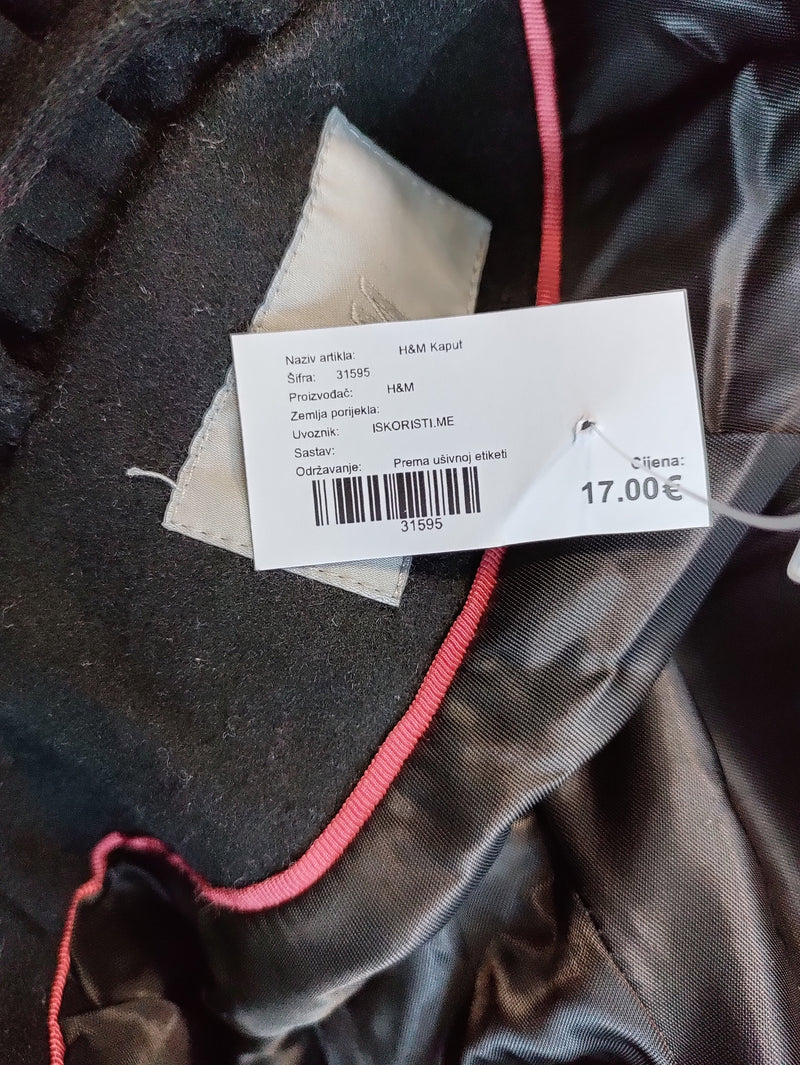 Naziv artikla: H&M Kaput
Šifra: 31595
Proizvođač: H&M
Zemlja porijekla:
Uvoznik: ISKORISTI.ME
Sastav:
Održavanje: Prema ušivnoj etiketi
31595
Cijena:
17.00€